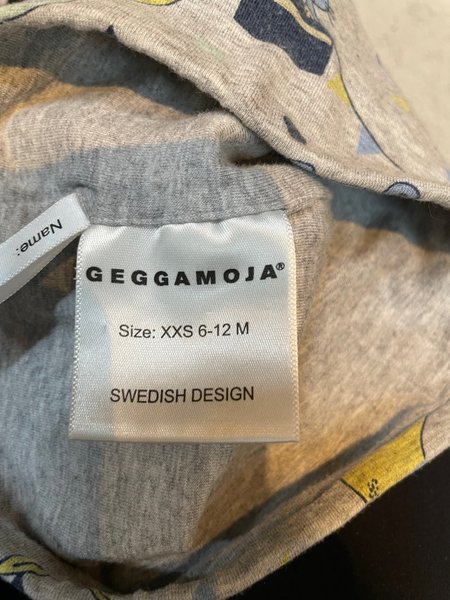 Name:
GEGGAMOJA®
Size: XXS 6-12 M
SWEDISH DESIGN